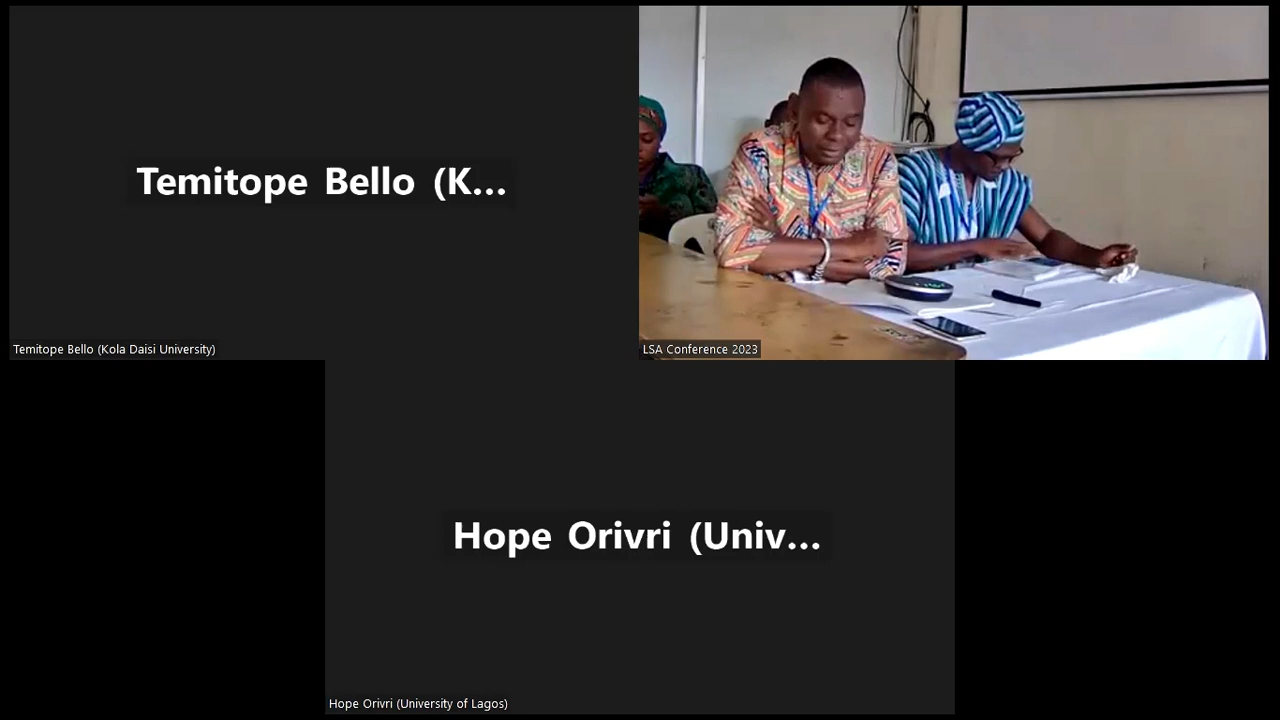 Temitope Bello (K...
Temitope Bello (Kola Daisi University)
LSA Conference 2023
Hope Orivri (Univ...
Hope Orivri (University of Lagos)